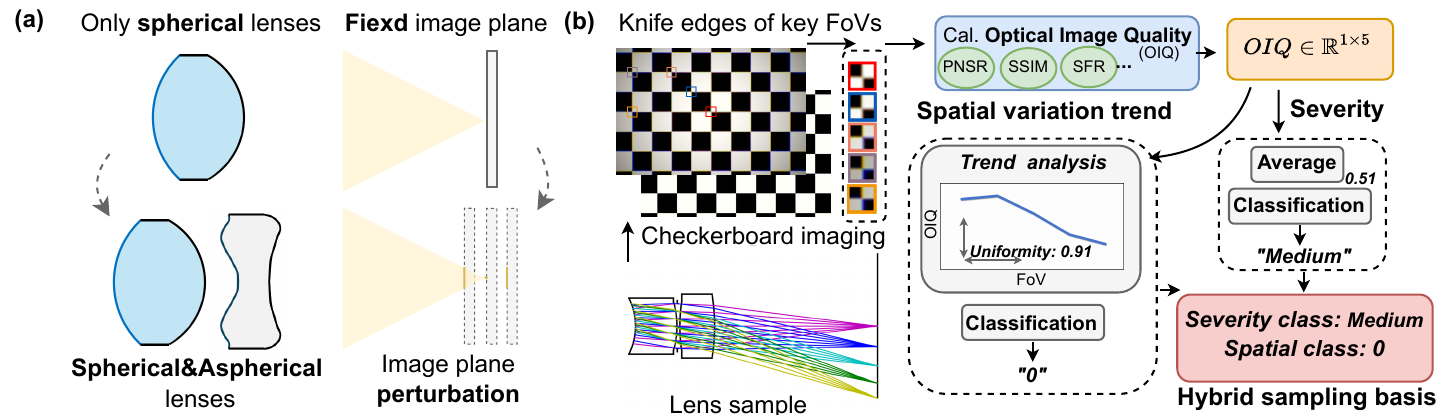 (a)
Only spherical lenses
Spherical&Aspherical
lenses
Fiexd image plane
Image plane
perturbation
(b)
Knife edges of key FoVs
Checkerboard imaging
Lens sample
Cal. Optical Image Quality
(OIQ)
PNSR
SSIM
SFR
...
OIQ ∈ ℝ^{1×5}
Spatial variation trend
Trend analysis
OIQ
Uniformity: 0.91
FoV
Classification
"0"
Severity
Average
0.51
Classification
"Medium"
Severity class: Medium
Spatial class: 0
Hybrid sampling basis